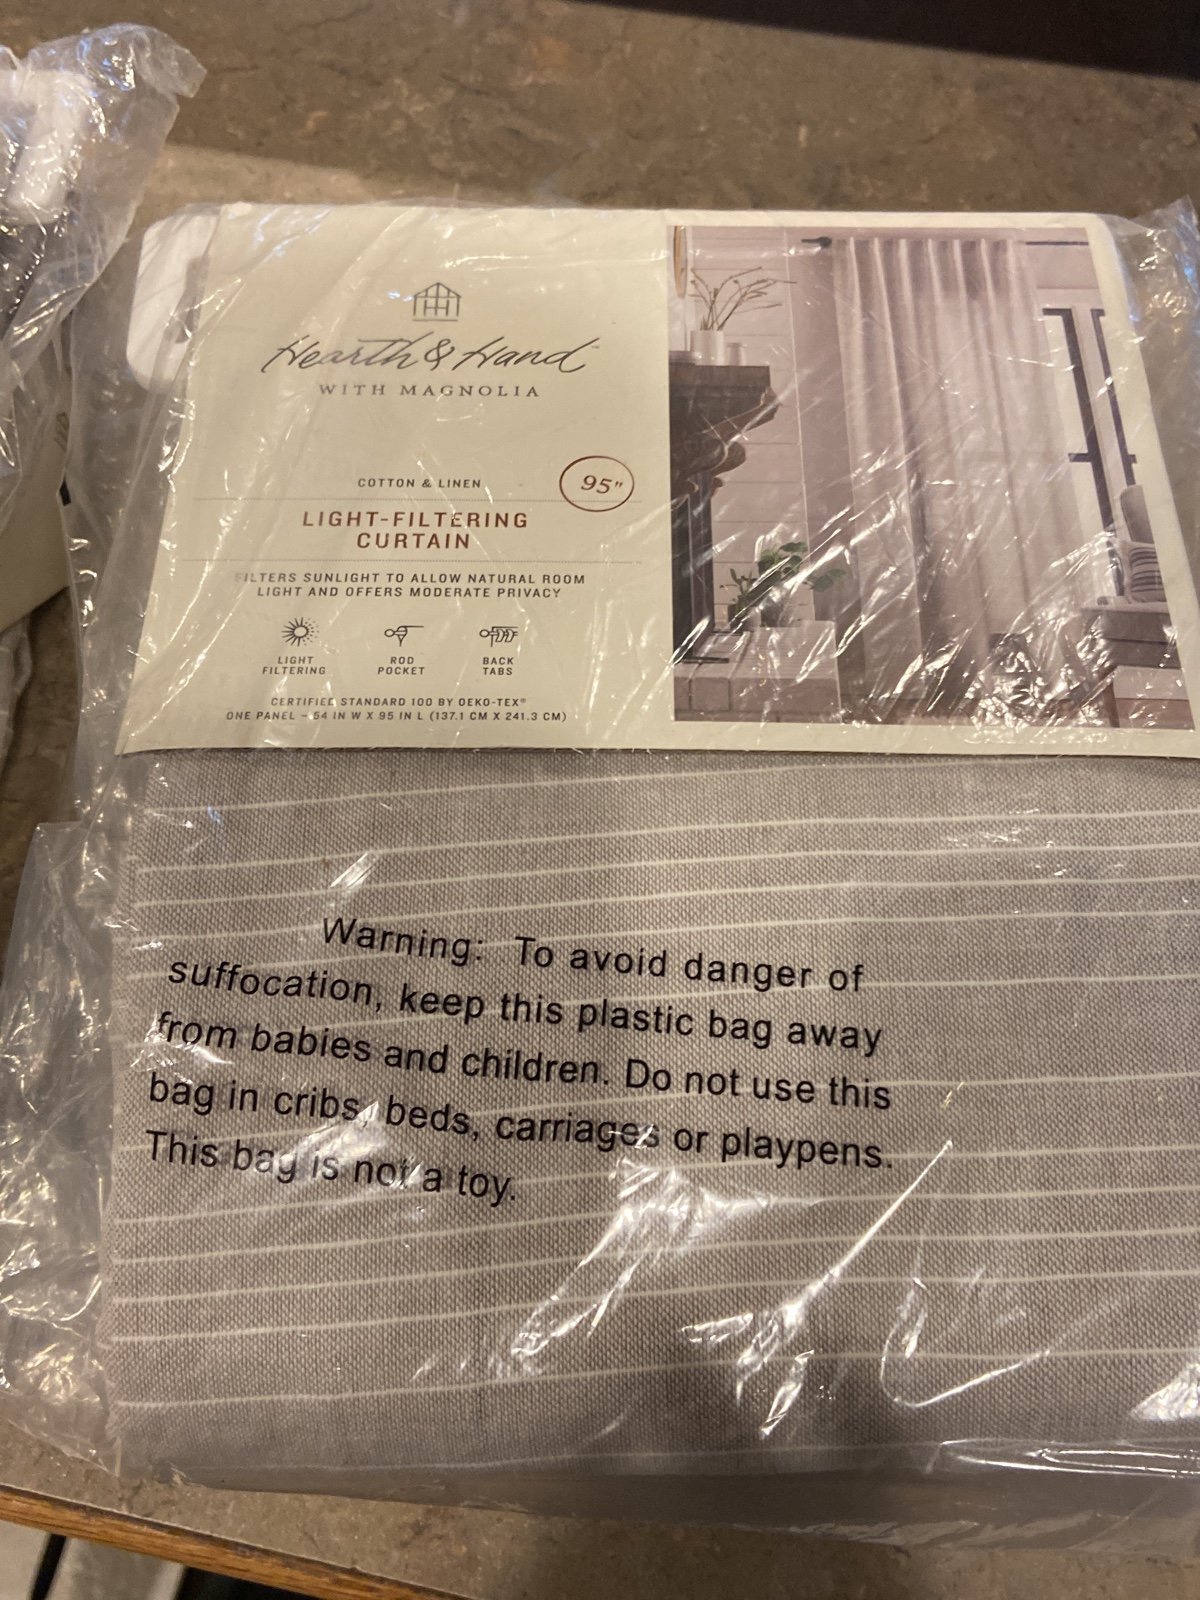 Hearth & Hand™
WITH MAGNOLIA
COTTON & LINEN
95"
LIGHT-FILTERING
CURTAIN
FILTERS SUNLIGHT TO ALLOW NATURAL ROOM
LIGHT AND OFFERS MODERATE PRIVACY
LIGHT
FILTERING
ROD
POCKET
BACK
TABS
CERTIFIED STANDARD 100 BY OEKO-TEX®
ONE PANEL – 54 IN W X 95 IN L (137.1 CM X 241.3 CM)
Warning: To avoid danger of
suffocation, keep this plastic bag away
from babies and children. Do not use this
bag in cribs, beds, carriages or playpens.
This bag is not a toy.